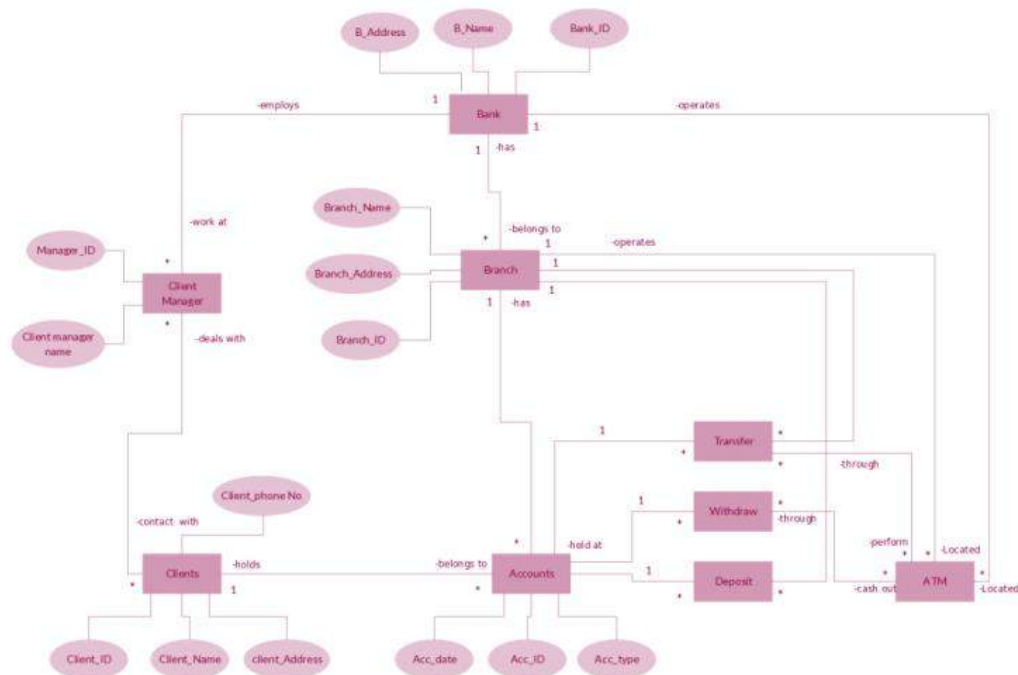 B_Address
B_Name
Bank_ID
-employs
1
Bank
1
-operates
1
-has
Branch_Name
-work at
*
-belongs to
1
-operates
Manager_ID
*
Branch_Address
Branch
1
Client
Manager
1
-has
1
*
-deals with
Client manager
name
Branch_ID
1
Transfer
*
*
*
-through
Client_phone No
1
Withdraw
*
*
-through
-contact with
-perform
*
*
-Located
*
-hold at
-holds
-belongs to
1
*
Clients
1
*
Accounts
Deposit
*
*
*
-cash out
ATM
*
-Located
Client_ID
Client_Name
client_Address
Acc_date
Acc_ID
Acc_type